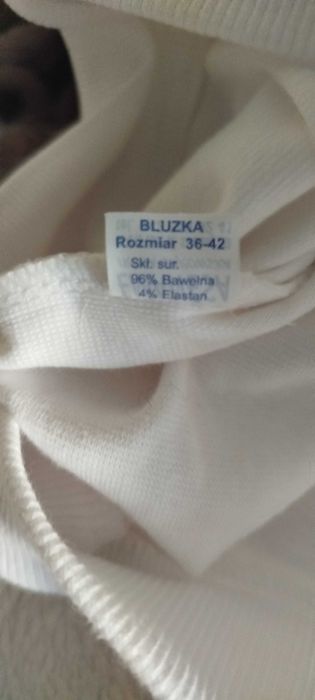 BLUZKA
Rozmiar 36-42
Skł. sur.
96% Bawełna
4% Elastan